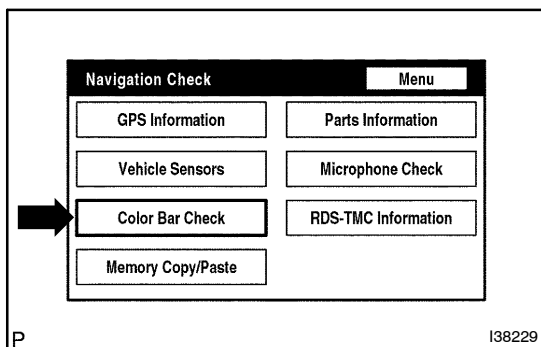 Navigation Check Menu
GPS Information Parts Information
Vehicle Sensors Microphone Check
Color Bar Check RDS-TMC Information
Memory Copy/Paste
P I38229